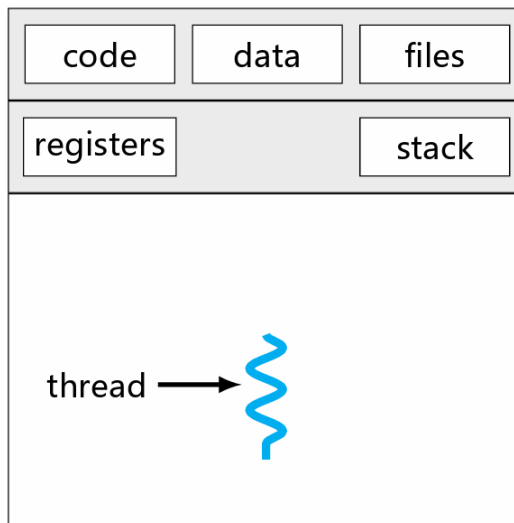 code data files
registers stack
thread